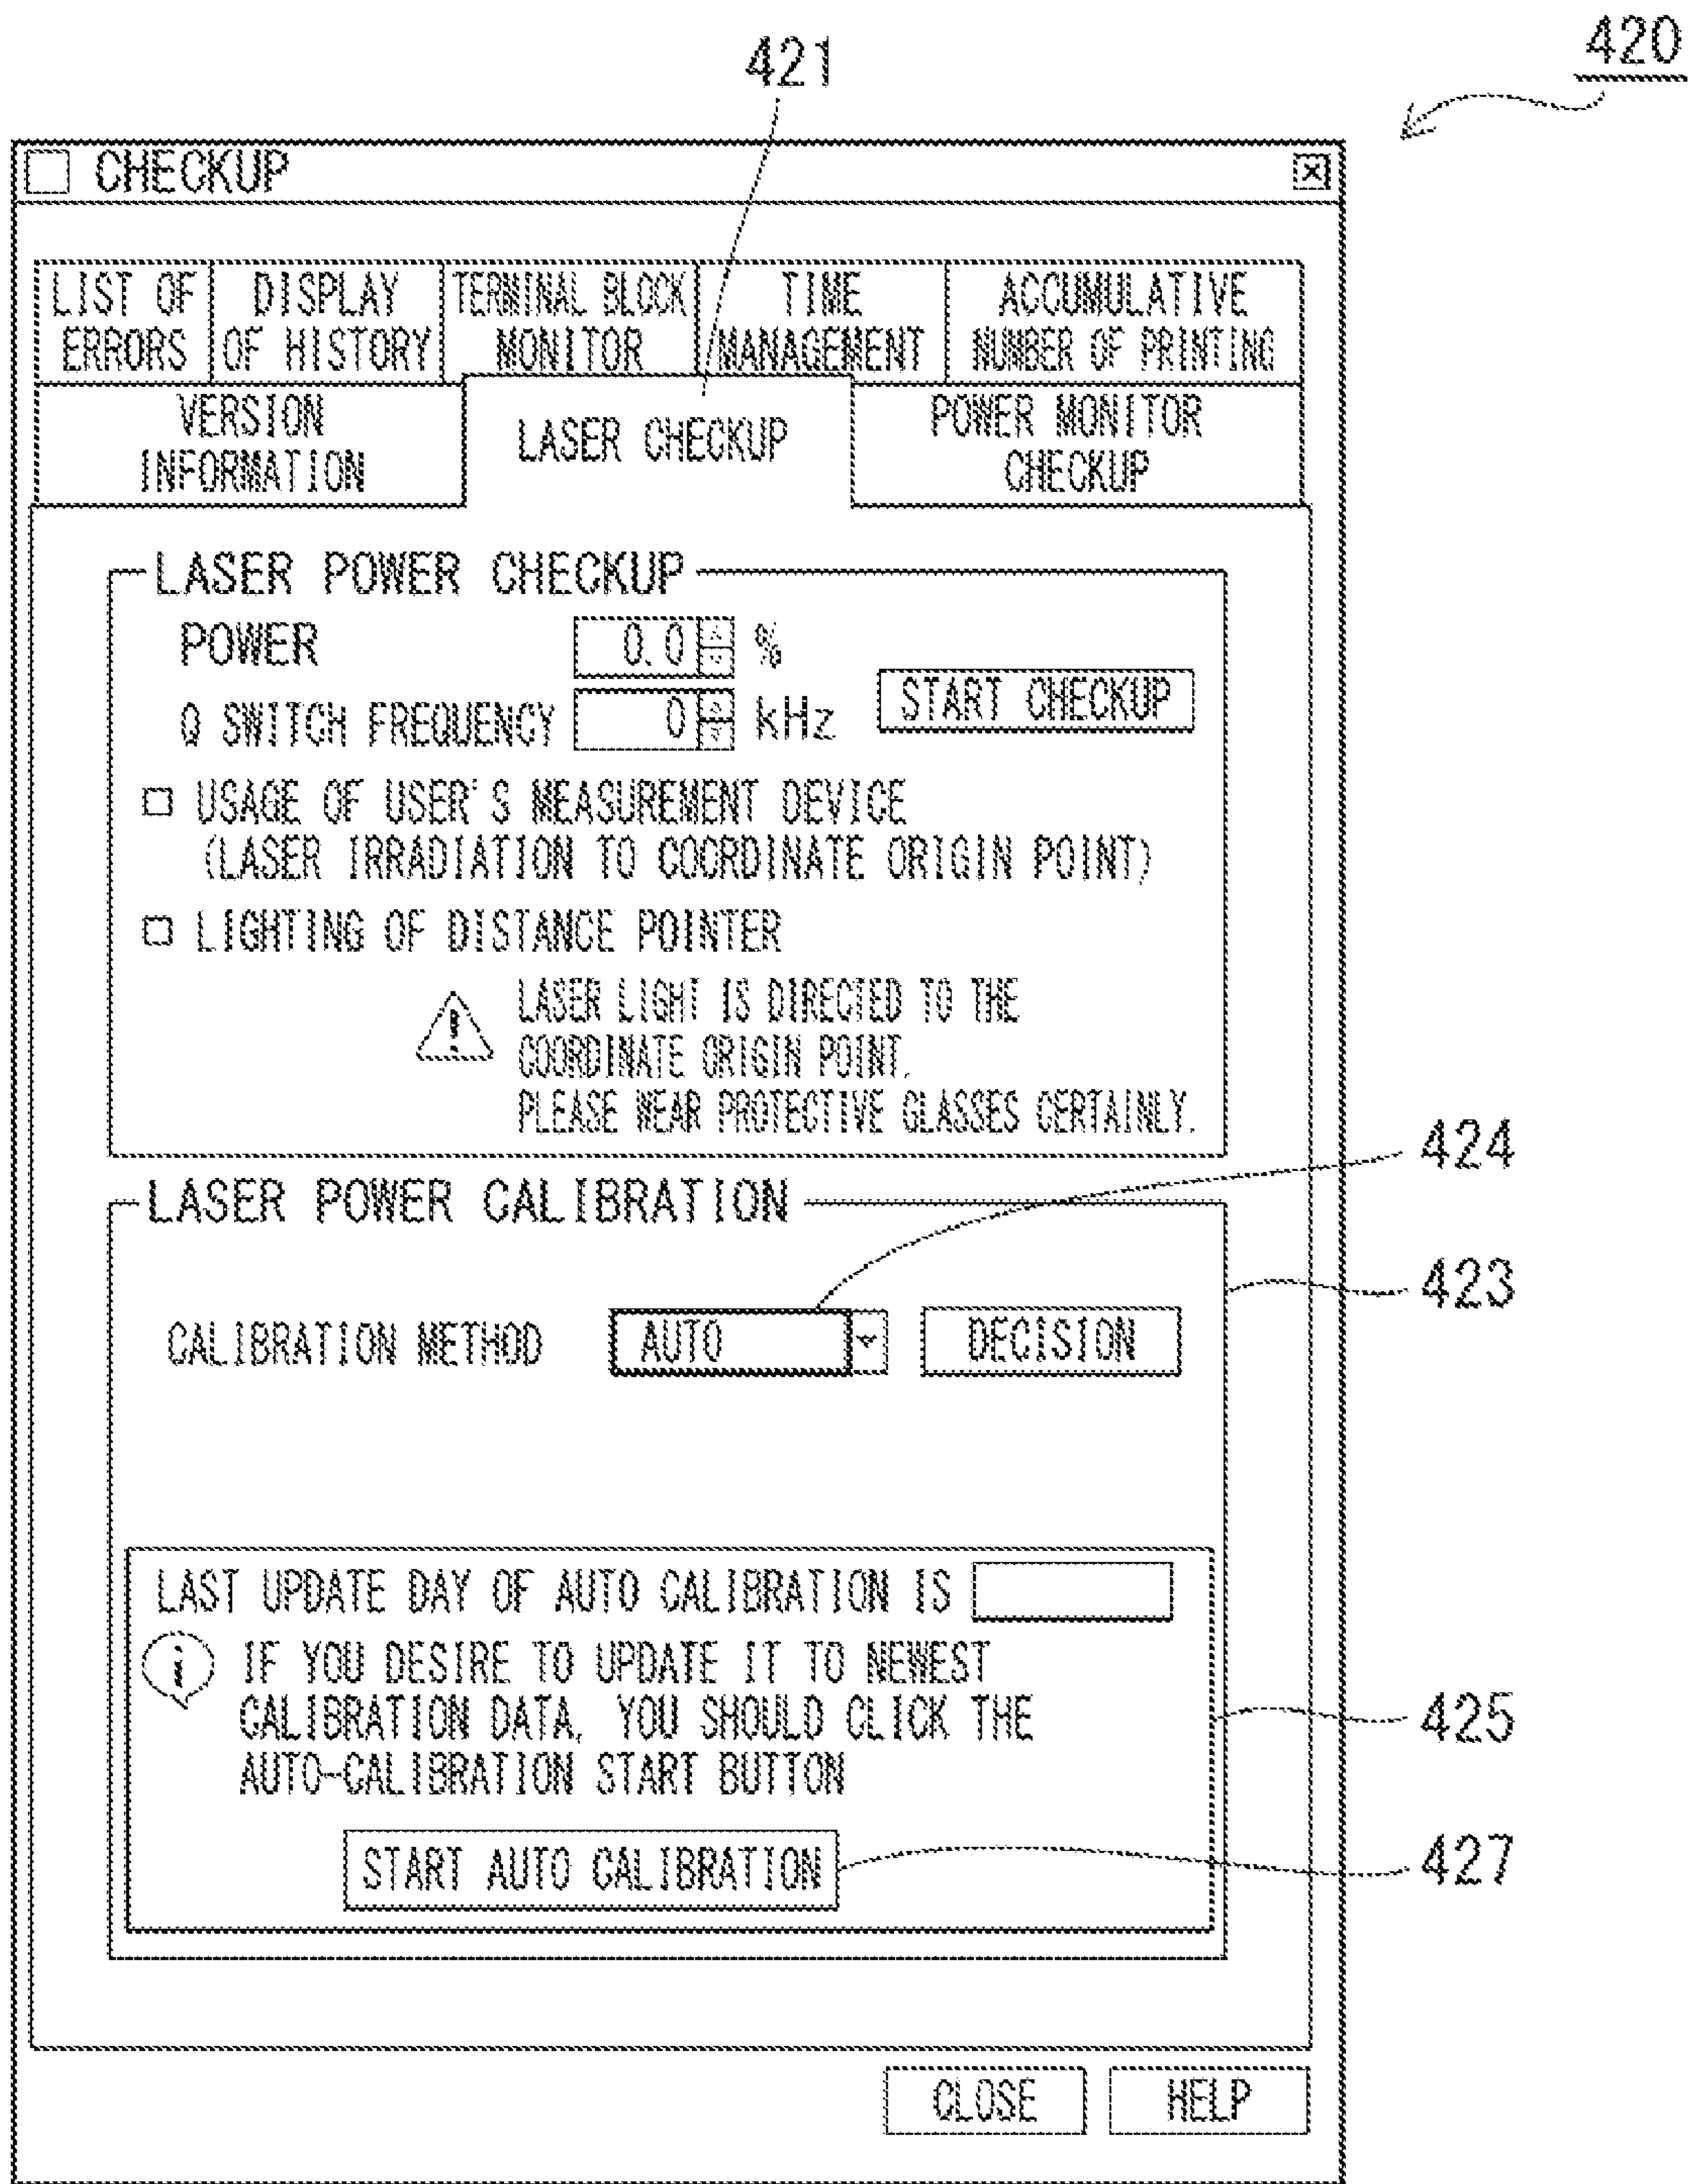 420
421
CHECKUP
LIST OF ERRORS
DISPLAY OF HISTORY
TERMINAL BLOCK MONITOR
TIME MANAGEMENT
ACCUMULATIVE NUMBER OF PRINTING
VERSION INFORMATION
LASER CHECKUP
POWER MONITOR CHECKUP
LASER POWER CHECKUP
POWER 0.0 %
Q SWITCH FREQUENCY 0 kHz
START CHECKUP
USAGE OF USER'S MEASUREMENT DEVICE
(LASER IRRADIATION TO COORDINATE ORIGIN POINT)
LIGHTING OF DISTANCE POINTER
LASER LIGHT IS DIRECTED TO THE
COORDINATE ORIGIN POINT.
PLEASE WEAR PROTECTIVE GLASSES CERTAINLY.
424
LASER POWER CALIBRATION
423
CALIBRATION METHOD AUTO DECISION
LAST UPDATE DAY OF AUTO CALIBRATION IS
i IF YOU DESIRE TO UPDATE IT TO NEWEST
CALIBRATION DATA, YOU SHOULD CLICK THE
AUTO-CALIBRATION START BUTTON
425
START AUTO CALIBRATION
427
CLOSE HELP